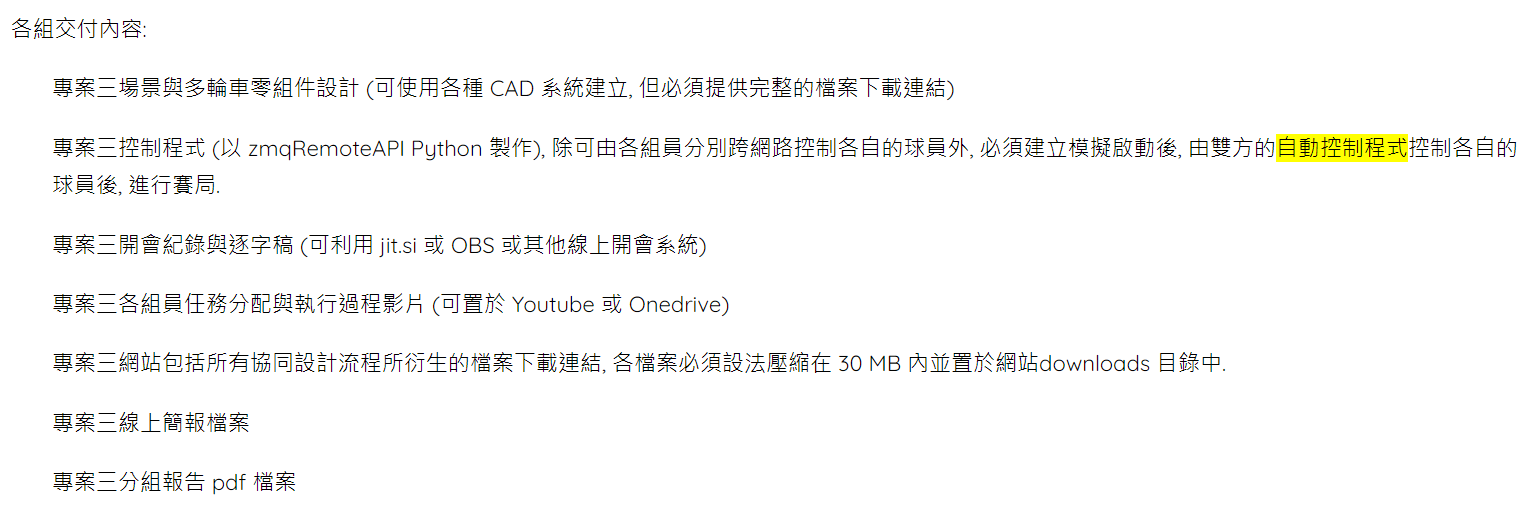 各組交付內容:
專案三場景與多輪車零組件設計 (可使用各種 CAD 系統建立, 但必須提供完整的檔案下載連結)
專案三控制程式 (以 zmqRemoteAPI Python 製作), 除可由各組員分別跨網路控制各自的球員外, 必須建立模擬啟動後, 由雙方的自動控制程式控制各自的
球員後, 進行賽局.
專案三開會紀錄與逐字稿 (可利用 jit.si 或 OBS 或其他線上開會系統)
專案三各組員任務分配與執行過程影片 (可置於 Youtube 或 Onedrive)
專案三網站包括所有協同設計流程所衍生的檔案下載連結, 各檔案必須設法壓縮在 30 MB 內並置於網站downloads 目錄中.
專案三線上簡報檔案
專案三分組報告 pdf 檔案